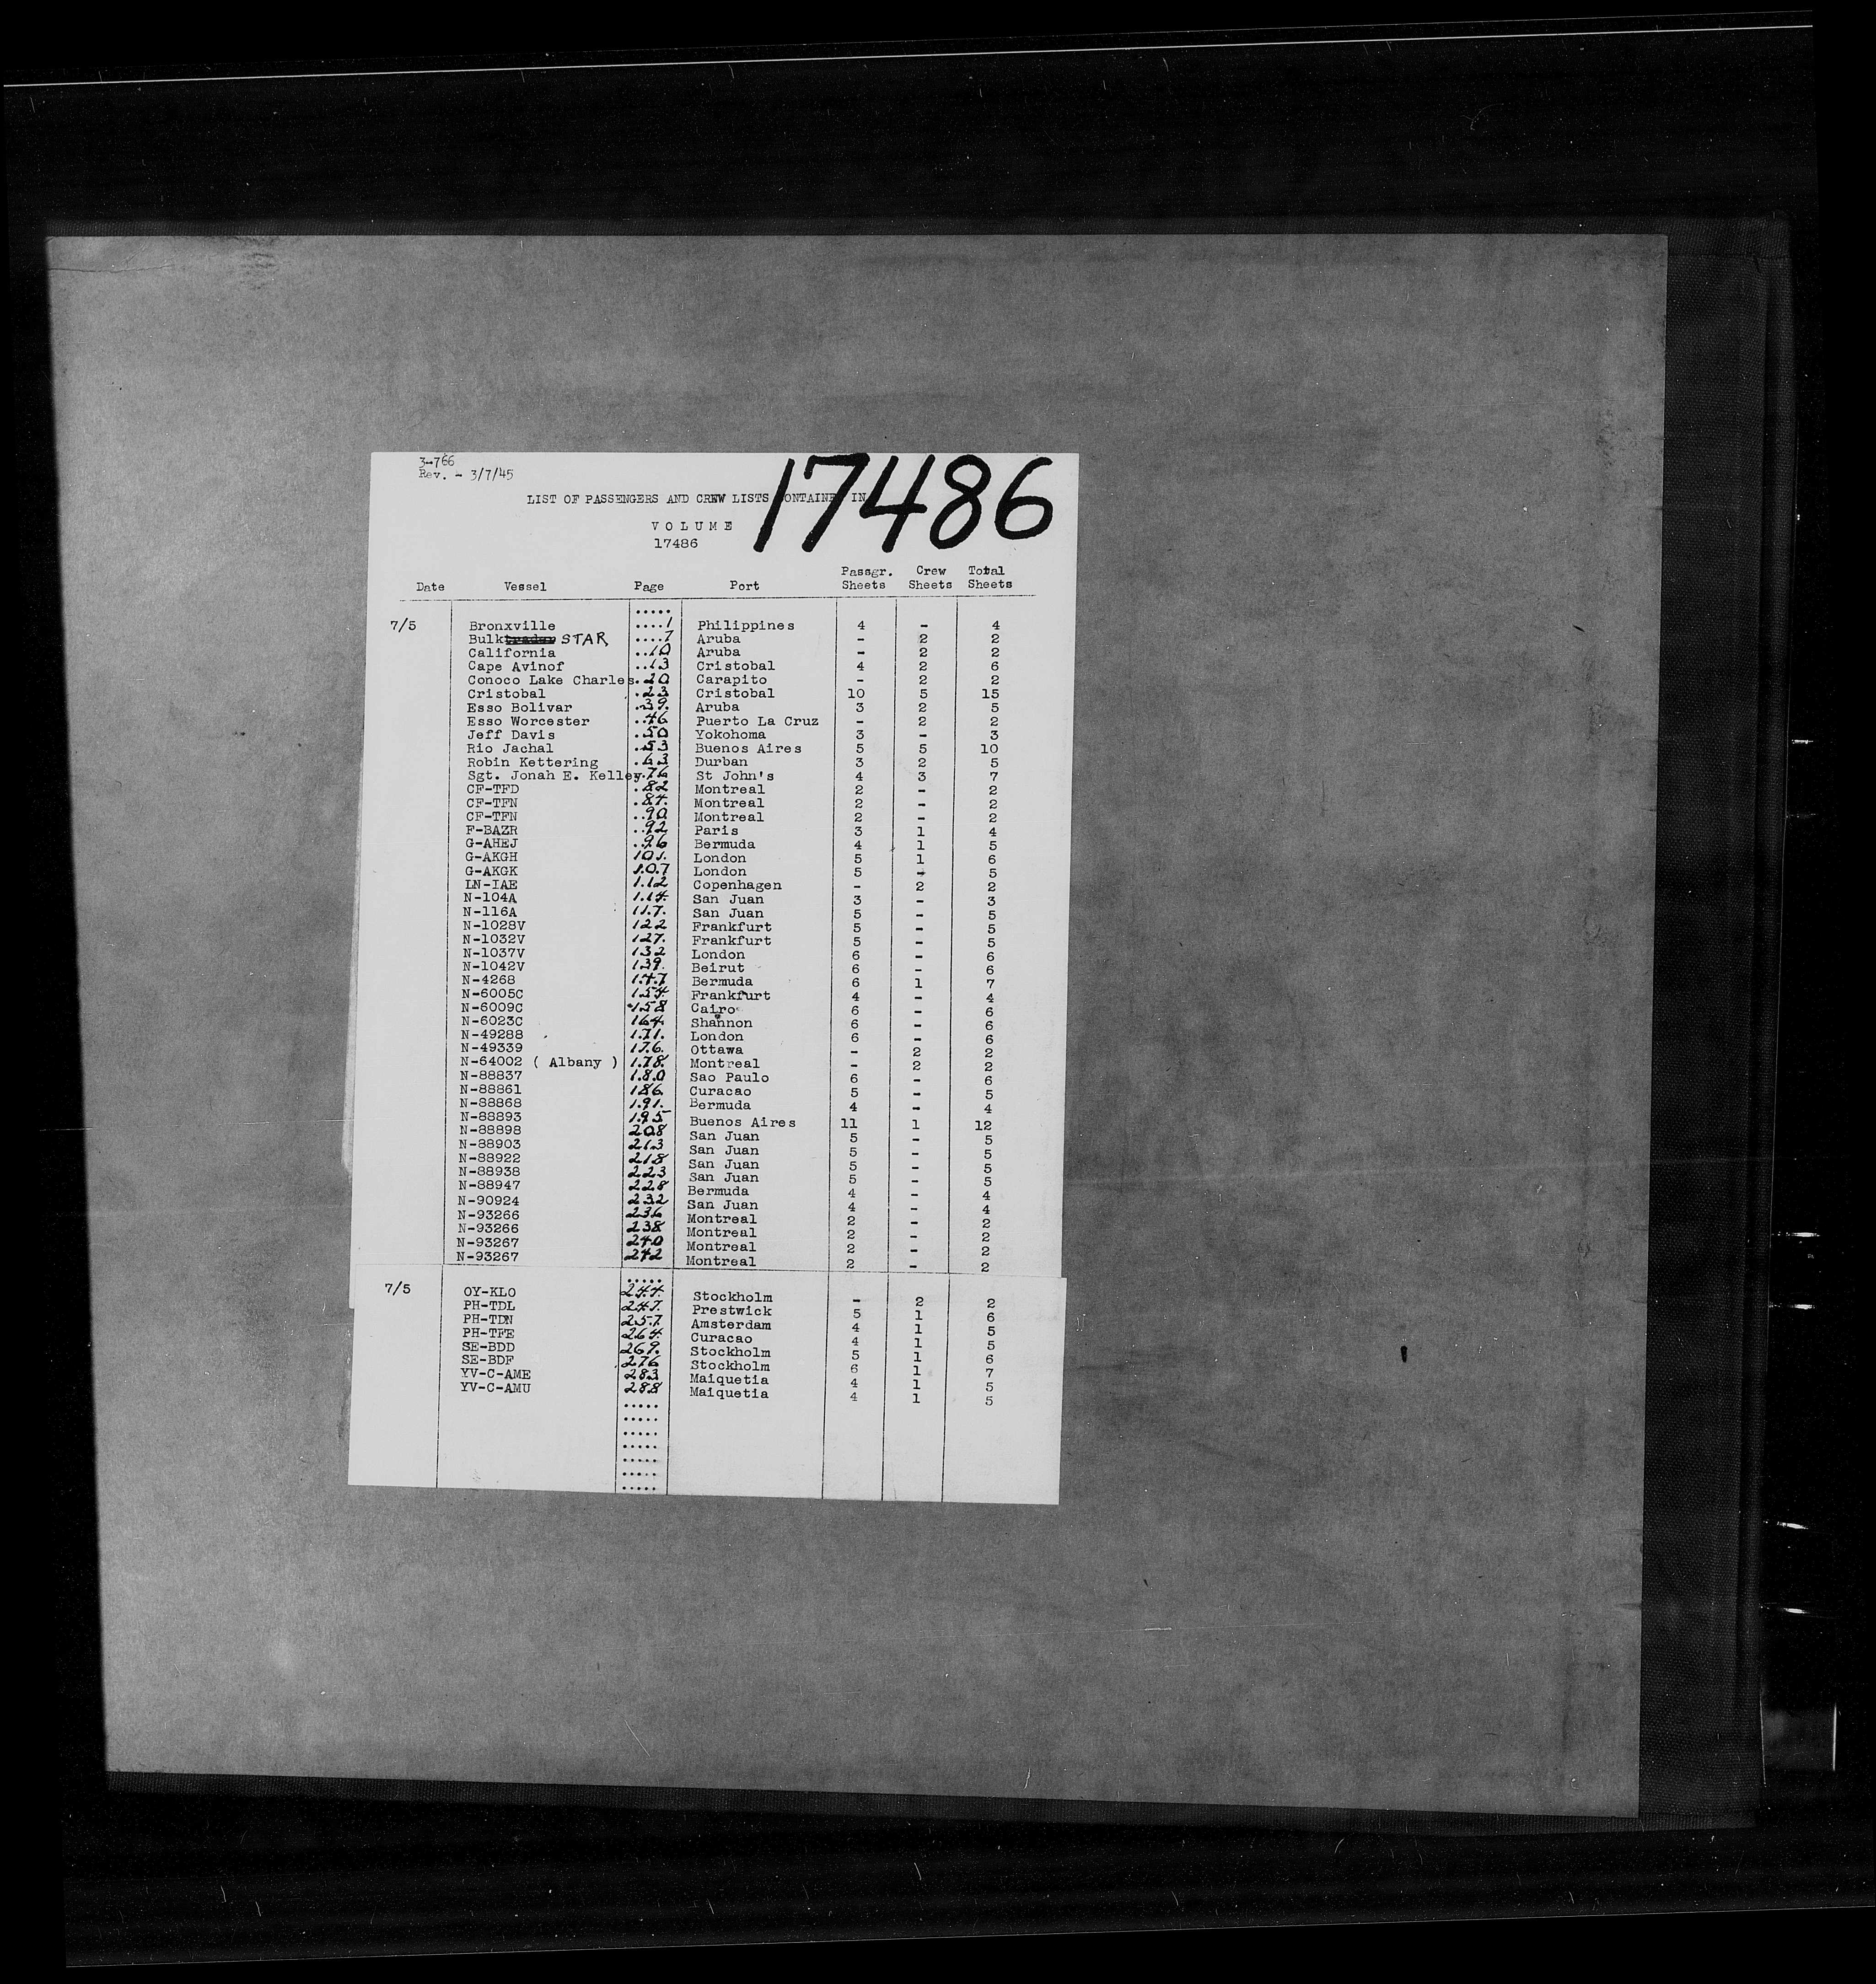 3-766
Rev. - 3/7/45
17486
LIST OF PASSENGERS AND CREW LISTS CONTAINED IN
VOLUME
17486
Date Vessel Page Port Passgr. Sheets Crew Sheets Total Sheets
.....
7/5 Bronxville ....1 Philippines 4 - 4
Bulktrader STAR ....7 Aruba - 2 2
California ..10 Aruba - 2 2
Cape Avinof ..13 Cristobal 4 2 6
Conoco Lake Charles.20 Carapito - 2 2
Cristobal .23 Cristobal 10 5 15
Esso Bolivar .39. Aruba 3 2 5
Esso Worcester ..46. Puerto La Cruz - 2 2
Jeff Davis .50 Yokohoma 3 - 3
Rio Jachal .53 Buenos Aires 5 5 10
Robin Kettering .63 Durban 3 2 5
Sgt. Jonah E. Kelley.76 St John's 4 3 7
CF-TFD .82 Montreal 2 - 2
CF-TFN .87. Montreal 2 - 2
CF-TFN ..90 Montreal 2 - 2
F-BAZR ..92 Paris 3 1 4
G-AHEJ ..96 Bermuda 4 1 5
G-AKGH 101. London 5 1 6
G-AKGK 107 London 5 - 5
LN-IAE 112 Copenhagen - 2 2
N-104A 114. San Juan 3 - 3
N-116A 117. San Juan 5 - 5
N-1028V 122 Frankfurt 5 - 5
N-1032V 127. Frankfurt 5 - 5
N-1037V 132 London 6 - 6
N-1042V 139. Beirut 6 - 6
N-4268 147 Bermuda 6 1 7
N-6005C 154. Frankfurt 4 - 4
N-6009C 158 Cairo 6 - 6
N-6023C 164. Shannon 6 - 6
N-49288 171. London 6 - 6
N-49339 176. Ottawa - 2 2
N-64002 ( Albany ) 178. Montreal - 2 2
N-88837 180 Sao Paulo 6 - 6
N-88861 186 Curacao 5 - 5
N-88868 191. Bermuda 4 - 4
N-88893 195 Buenos Aires 11 1 12
N-88898 208 San Juan 5 - 5
N-88903 213 San Juan 5 - 5
N-88922 218 San Juan 5 - 5
N-88938 223 San Juan 5 - 5
N-88947 228 Bermuda 4 - 4
N-90924 232 San Juan 4 - 4
N-93266 236 Montreal 2 - 2
N-93266 238 Montreal 2 - 2
N-93267 240 Montreal 2 - 2
N-93267 242 Montreal 2 - 2
.....
7/5 OY-KLO 244. Stockholm - 2 2
PH-TDL 247. Prestwick 5 1 6
PH-TDN 257. Amsterdam 4 1 5
PH-TFE 264. Curacao 4 1 5
SE-BDD 269. Stockholm 5 1 6
SE-BDF 276 Stockholm 6 1 7
YV-C-AME 283 Maiquetia 4 1 5
YV-C-AMU 288 Maiquetia 4 1 5
.....
.....
.....
.....
.....
.....
.....